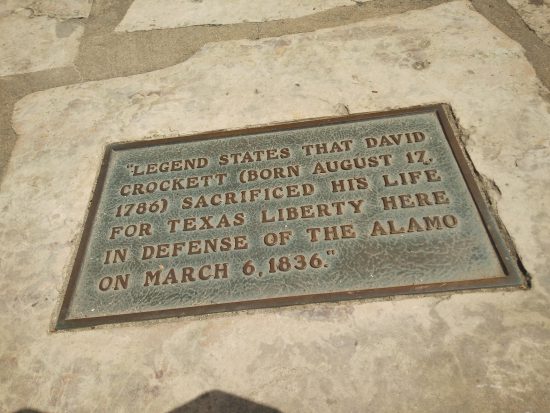 "LEGEND STATES THAT DAVID
CROCKETT (BORN AUGUST 17,
1786) SACRIFICED HIS LIFE
FOR TEXAS LIBERTY HERE
IN DEFENSE OF THE ALAMO
ON MARCH 6, 1836."